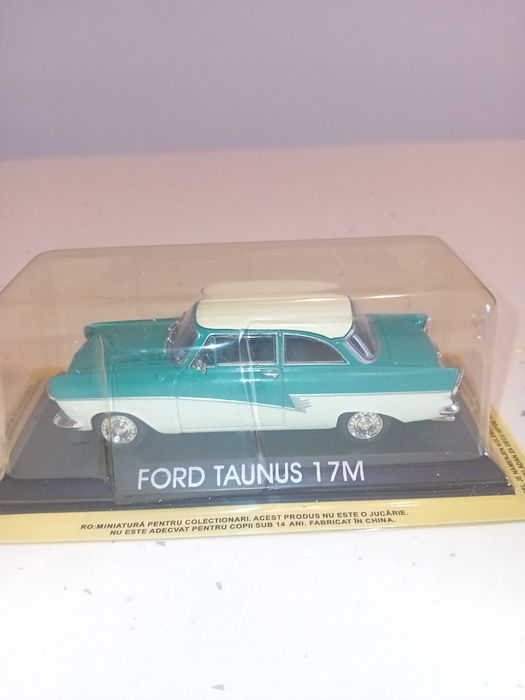 FORD TAUNUS 17M
RO:MINIATURĂ PENTRU COLECTIONARI. ACEST PRODUS NU ESTE O JUCĂRIE.
NU ESTE ADECVAT PENTRU COPII SUB 14 ANI. FABRICAT ÎN CHINA.